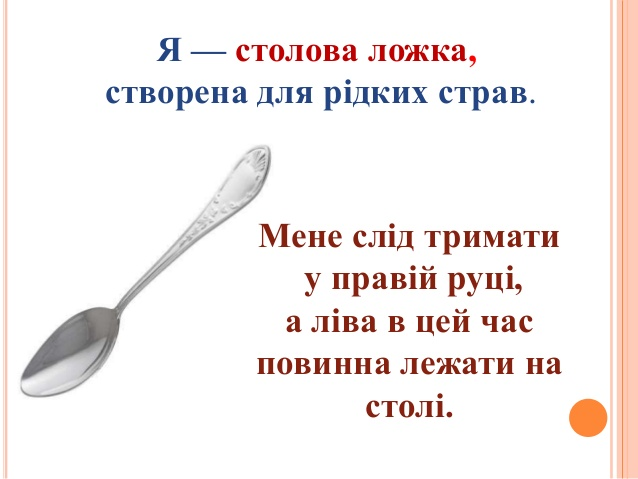 Я — столова ложка,
створена для рідких страв.
Мене слід тримати
у правій руці,
а ліва в цей час
повинна лежати на
столі.